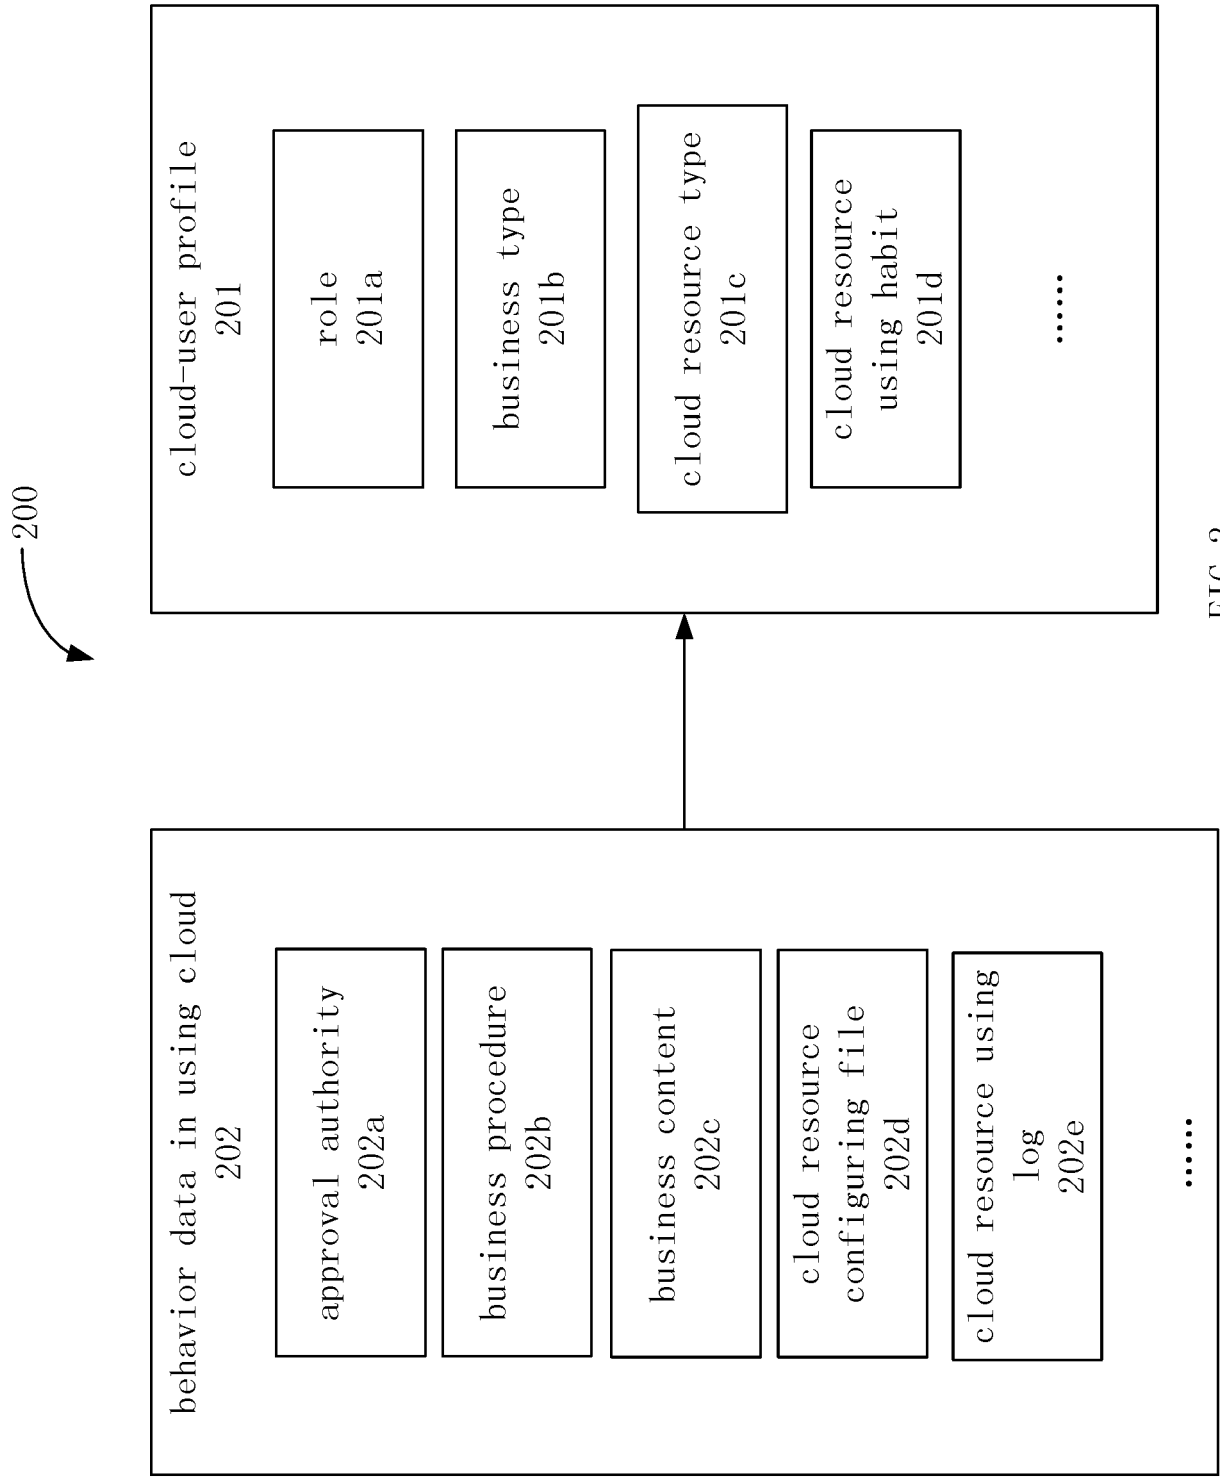 200
behavior data in using cloud
202
approval authority
202a
business procedure
202b
business content
202c
cloud resource
configuring file
202d
cloud resource using
log
202e
......
cloud-user profile
201
role
201a
business type
201b
cloud resource type
201c
cloud resource
using habit
201d
......